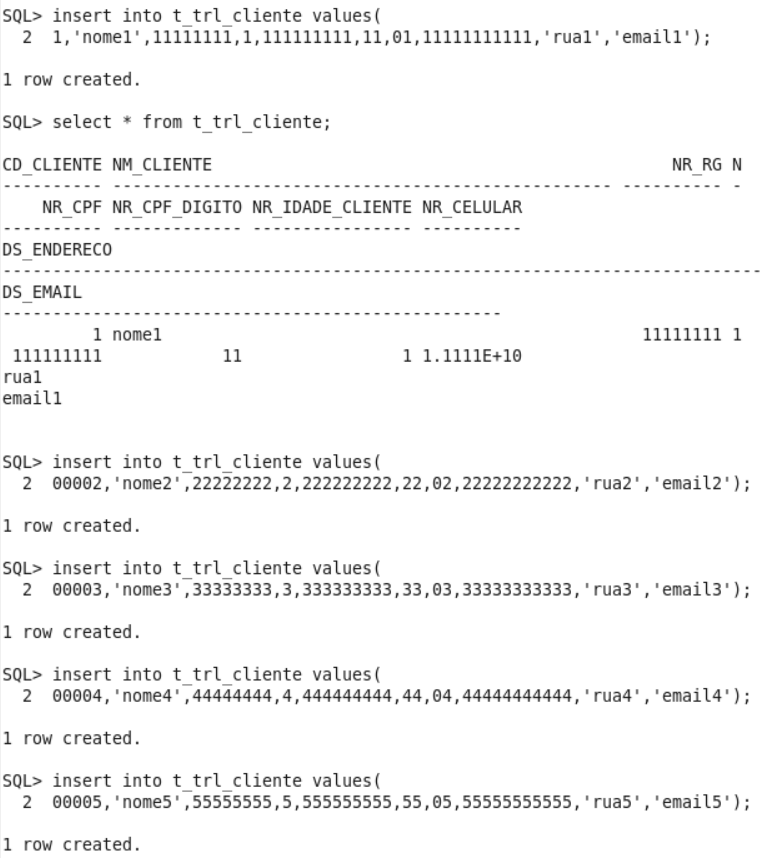 SQL> insert into t_trl_cliente values(
  2  1,'nome1',11111111,1,111111111,11,01,11111111111,'rua1','email1');

1 row created.

SQL> select * from t_trl_cliente;

CD_CLIENTE NM_CLIENTE                                              NR_RG N
---------- -------------------------------------------------- ---------- -
    NR_CPF NR_CPF_DIGITO NR_IDADE_CLIENTE NR_CELULAR
---------- ------------- ---------------- ----------
DS_ENDERECO
--------------------------------------------------------------------------------
DS_EMAIL
--------------------------------------------------
         1 nome1                                                11111111 1
 111111111            11                1 1.1111E+10
rua1
email1


SQL> insert into t_trl_cliente values(
  2  00002,'nome2',22222222,2,222222222,22,02,22222222222,'rua2','email2');

1 row created.

SQL> insert into t_trl_cliente values(
  2  00003,'nome3',33333333,3,333333333,33,03,33333333333,'rua3','email3');

1 row created.

SQL> insert into t_trl_cliente values(
  2  00004,'nome4',44444444,4,444444444,44,04,44444444444,'rua4','email4');

1 row created.

SQL> insert into t_trl_cliente values(
  2  00005,'nome5',55555555,5,555555555,55,05,55555555555,'rua5','email5');

1 row created.